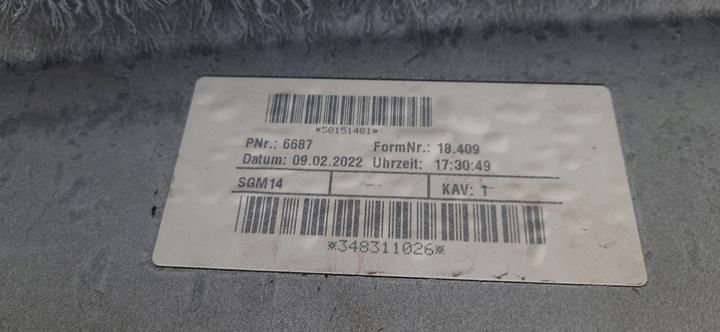 *50151481*
PNr.: 6687 FormNr.: 18.409
Datum: 09.02.2022 Uhrzeit: 17:30:49
SGM14 KAV: 1
*348311026*